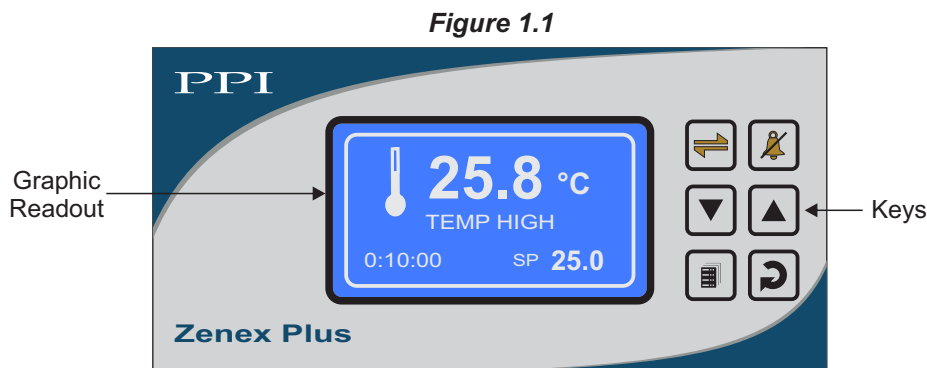 Figure 1.1
PPI
Graphic
Readout
25.8 °C
TEMP HIGH
0:10:00 SP 25.0
Keys
Zenex Plus